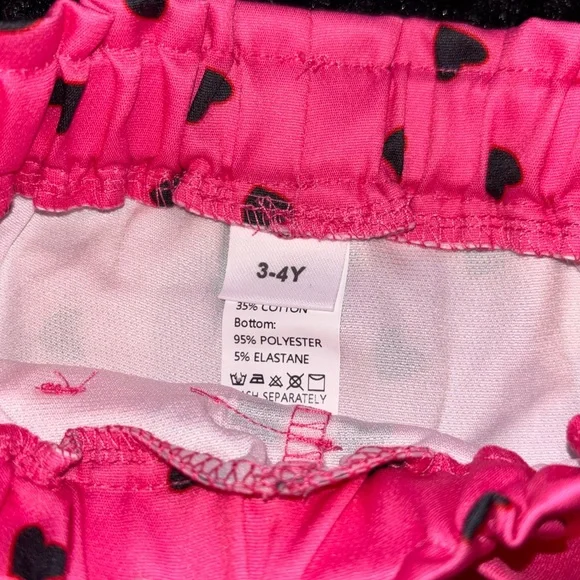 3-4Y
35% COTTON
Bottom:
95% POLYESTER
5% ELASTANE
SEPARATELY